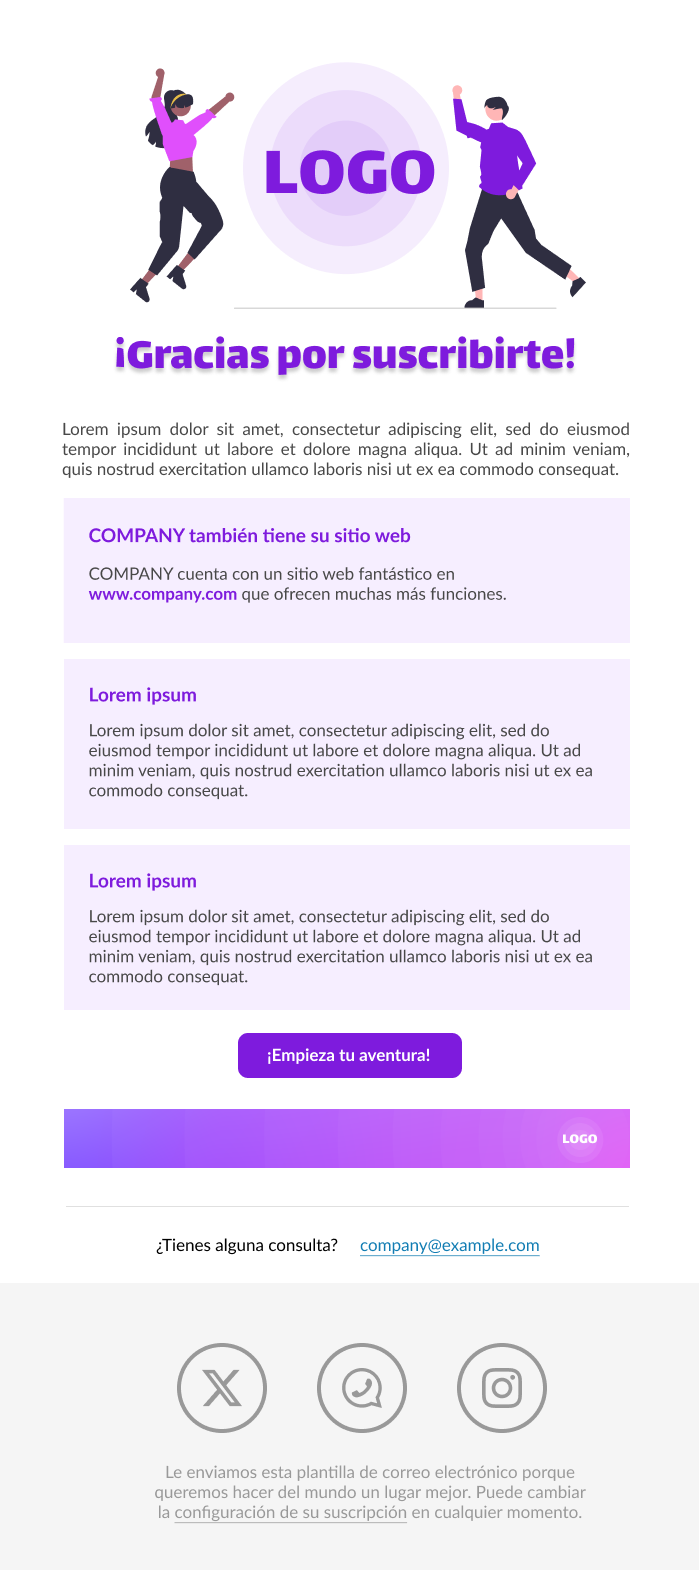 LOGO
¡Gracias por suscribirte!
Lorem ipsum dolor sit amet, consectetur adipiscing elit, sed do eiusmod
tempor incididunt ut labore et dolore magna aliqua. Ut ad minim veniam,
quis nostrud exercitation ullamco laboris nisi ut ex ea commodo consequat.
COMPANY también tiene su sitio web
COMPANY cuenta con un sitio web fantástico en
www.company.com que ofrecen muchas más funciones.
Lorem ipsum
Lorem ipsum dolor sit amet, consectetur adipiscing elit, sed do
eiusmod tempor incididunt ut labore et dolore magna aliqua. Ut ad
minim veniam, quis nostrud exercitation ullamco laboris nisi ut ex ea
commodo consequat.
Lorem ipsum
Lorem ipsum dolor sit amet, consectetur adipiscing elit, sed do
eiusmod tempor incididunt ut labore et dolore magna aliqua. Ut ad
minim veniam, quis nostrud exercitation ullamco laboris nisi ut ex ea
commodo consequat.
¡Empieza tu aventura!
LOGO
¿Tienes alguna consulta? company@example.com
Le enviamos esta plantilla de correo electrónico porque
queremos hacer del mundo un lugar mejor. Puede cambiar
la configuración de su suscripción en cualquier momento.